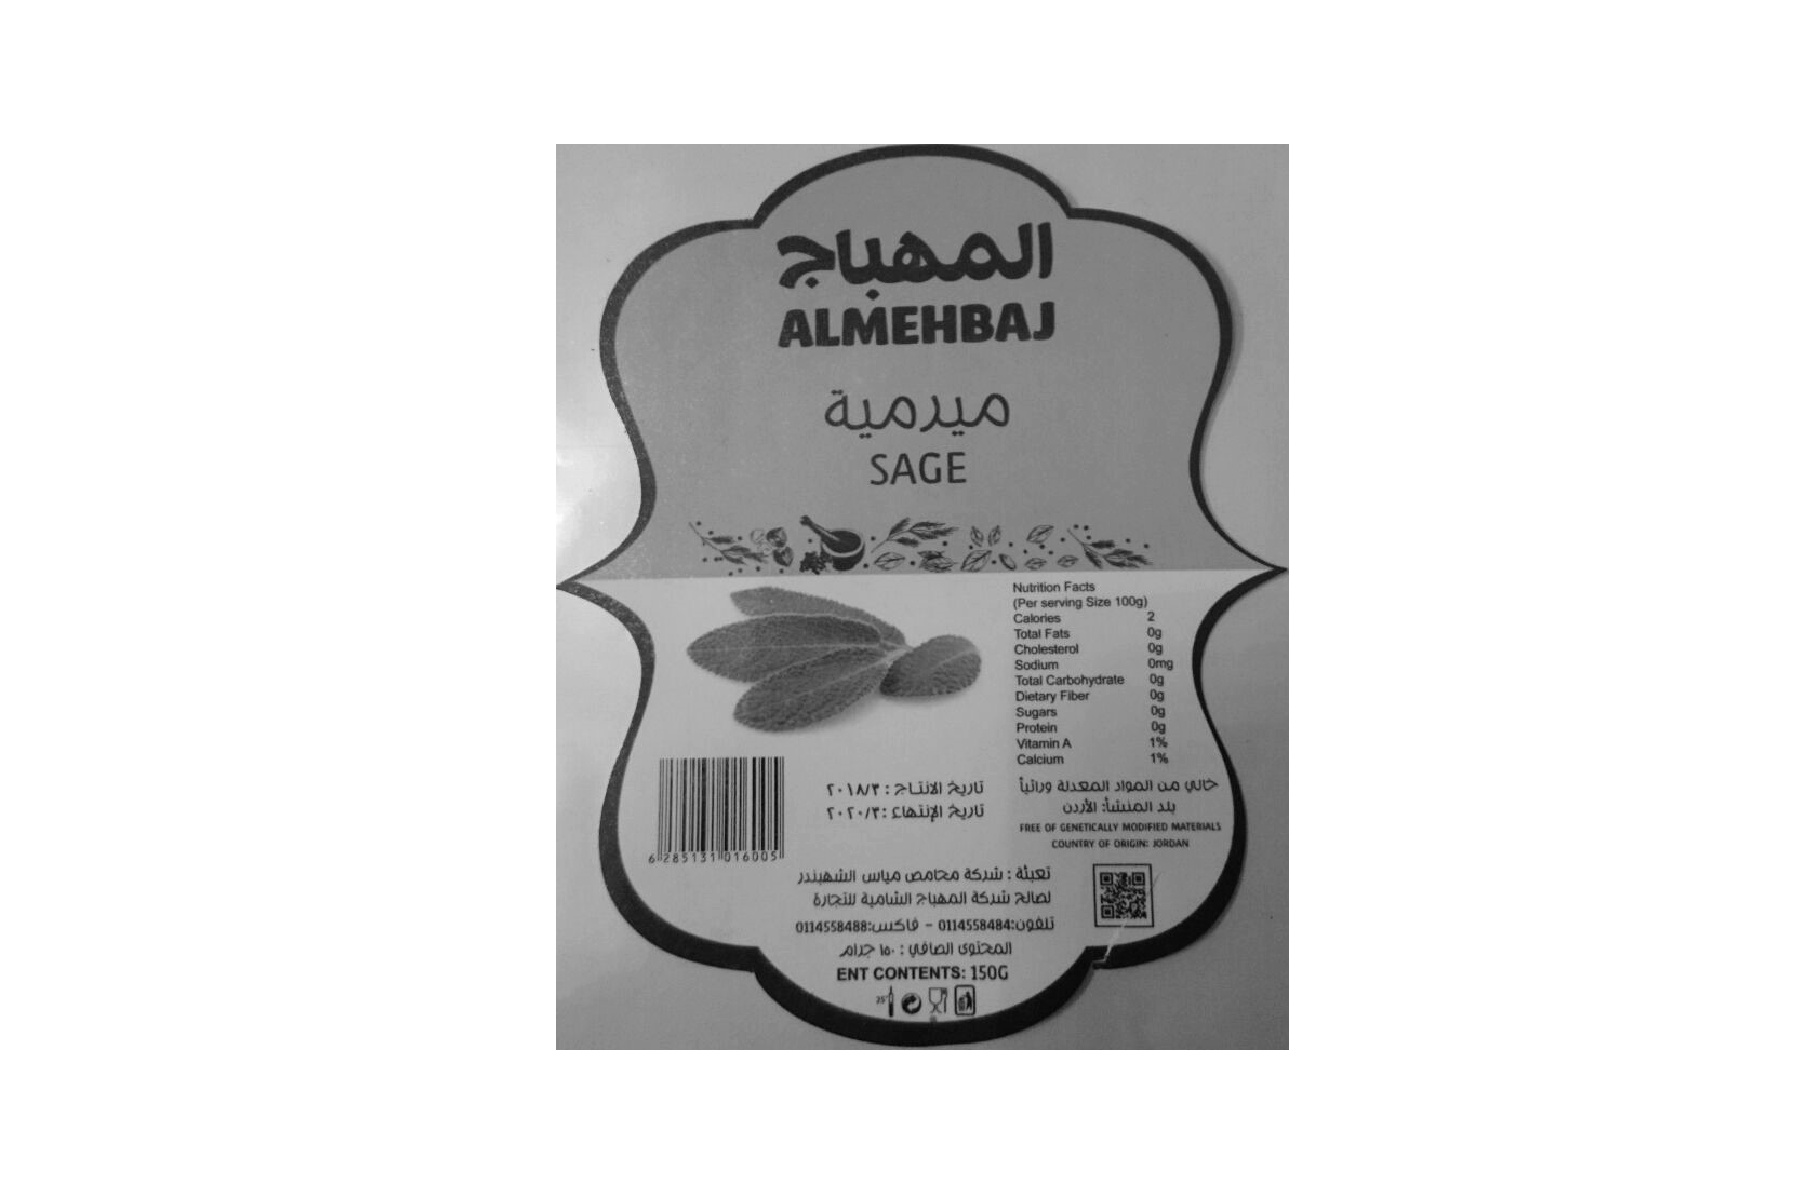 المهباج
ALMEHBAJ
ميرمية
SAGE
Nutrition Facts
(Per serving Size 100g)
Calories 2
Total Fats 0g
Cholesterol 0g
Sodium 0mg
Total Carbohydrate 0g
Dietary Fiber 0g
Sugars 0g
Protein 0g
Vitamin A 1%
Calcium 1%
خالي من المواد المعدلة وراثياً
بلد المنشأ: الأردن
FREE OF GENETICALLY MODIFIED MATERIALS
COUNTRY OF ORIGIN: JORDAN
تاريخ الانتاج : ٢٠١٨/٣
تاريخ الإنتهاء : ٢٠٢٠/٣
6 285131 016005
تعبئة : شركة محامص مياس الشهبندر
لصالح شركة المهباج الشامية للتجارة
تلفون:0114558484 - فاكس:0114558488
المحتوى الصافي : ١٥٠ جرام
ENT CONTENTS: 150G